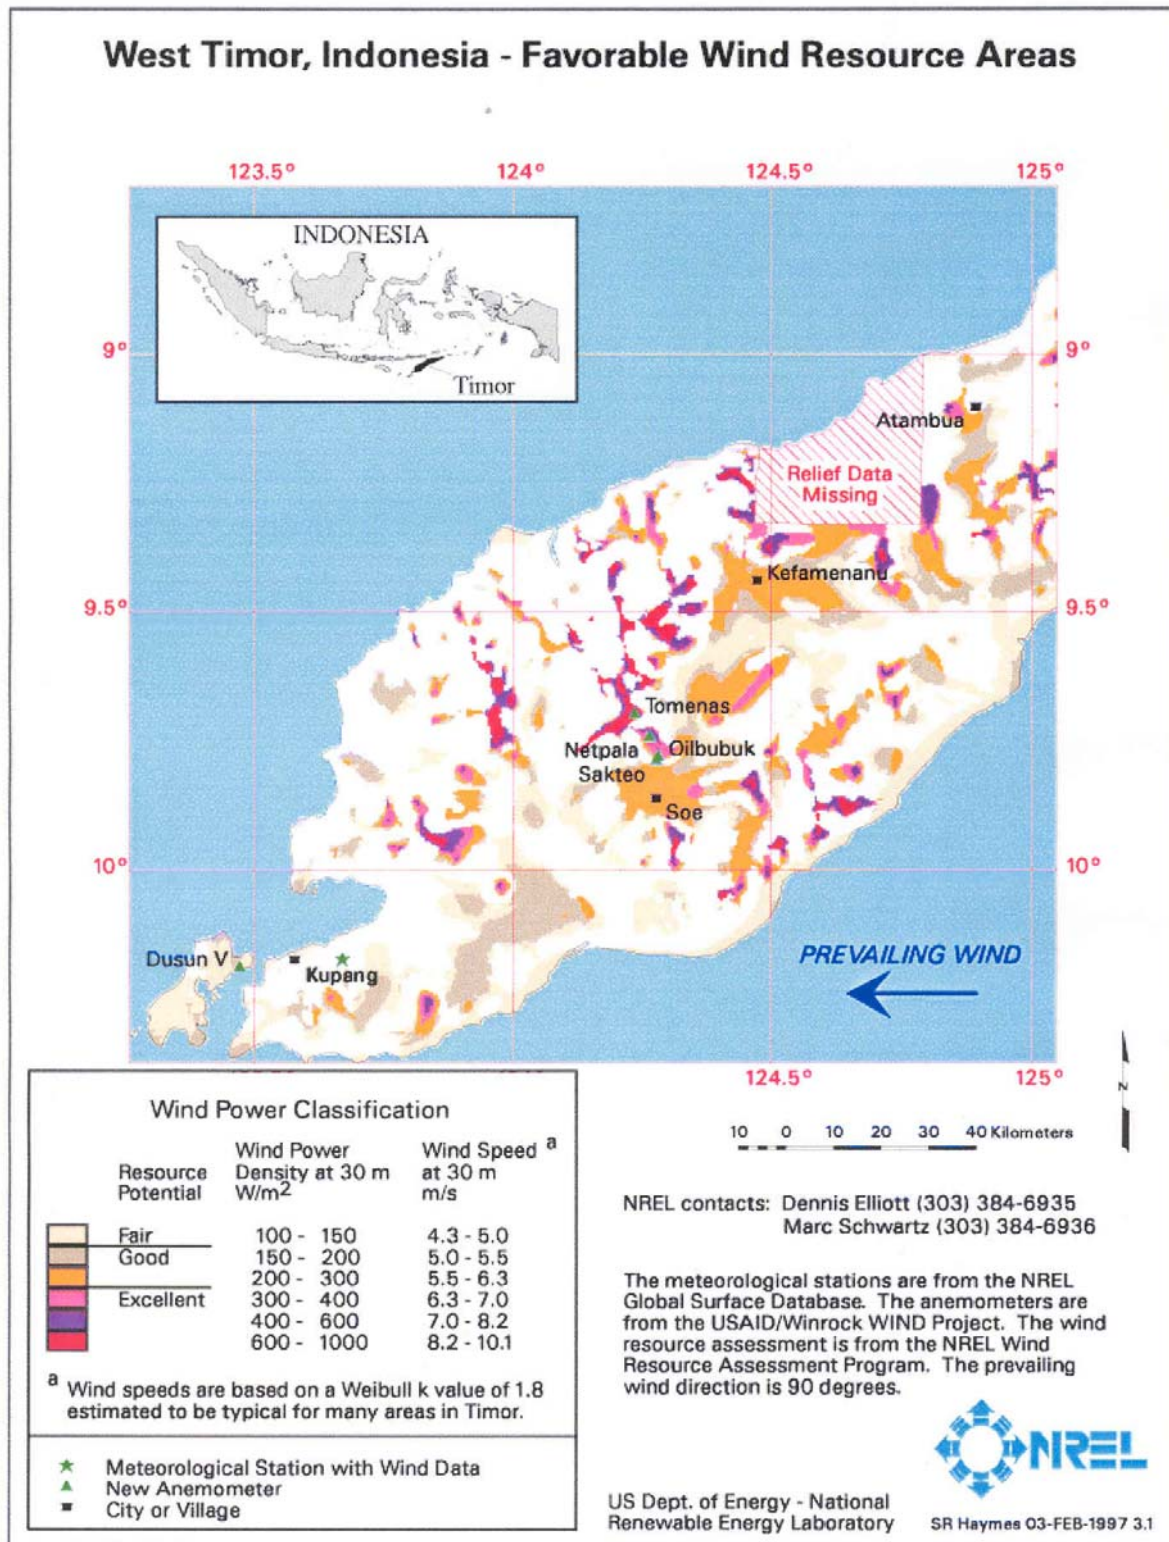 West Timor, Indonesia - Favorable Wind Resource Areas
123.5° 124° 124.5° 125°
INDONESIA
Timor
9° 9°
Atambua
Relief Data
Missing
Kefamenanu
9.5° 9.5°
Tomenas
Netpala Oilbubuk
Sakteo
Soe
10° 10°
PREVAILING WIND
Dusun V
Kupang
124.5° 125°
N
Wind Power Classification
Resource Potential Wind Power Density at 30 m W/m2 Wind Speed a at 30 m m/s
Fair 100 - 150 4.3 - 5.0
Good 150 - 200 5.0 - 5.5
200 - 300 5.5 - 6.3
Excellent 300 - 400 6.3 - 7.0
400 - 600 7.0 - 8.2
600 - 1000 8.2 - 10.1
a Wind speeds are based on a Weibull k value of 1.8
estimated to be typical for many areas in Timor.
Meteorological Station with Wind Data
New Anemometer
City or Village
10 0 10 20 30 40 Kilometers
NREL contacts: Dennis Elliott (303) 384-6935
Marc Schwartz (303) 384-6936
The meteorological stations are from the NREL
Global Surface Database. The anemometers are
from the USAID/Winrock WIND Project. The wind
resource assessment is from the NREL Wind
Resource Assessment Program. The prevailing
wind direction is 90 degrees.
NREL
US Dept. of Energy - National
Renewable Energy Laboratory
SR Haymes 03-FEB-1997 3.1